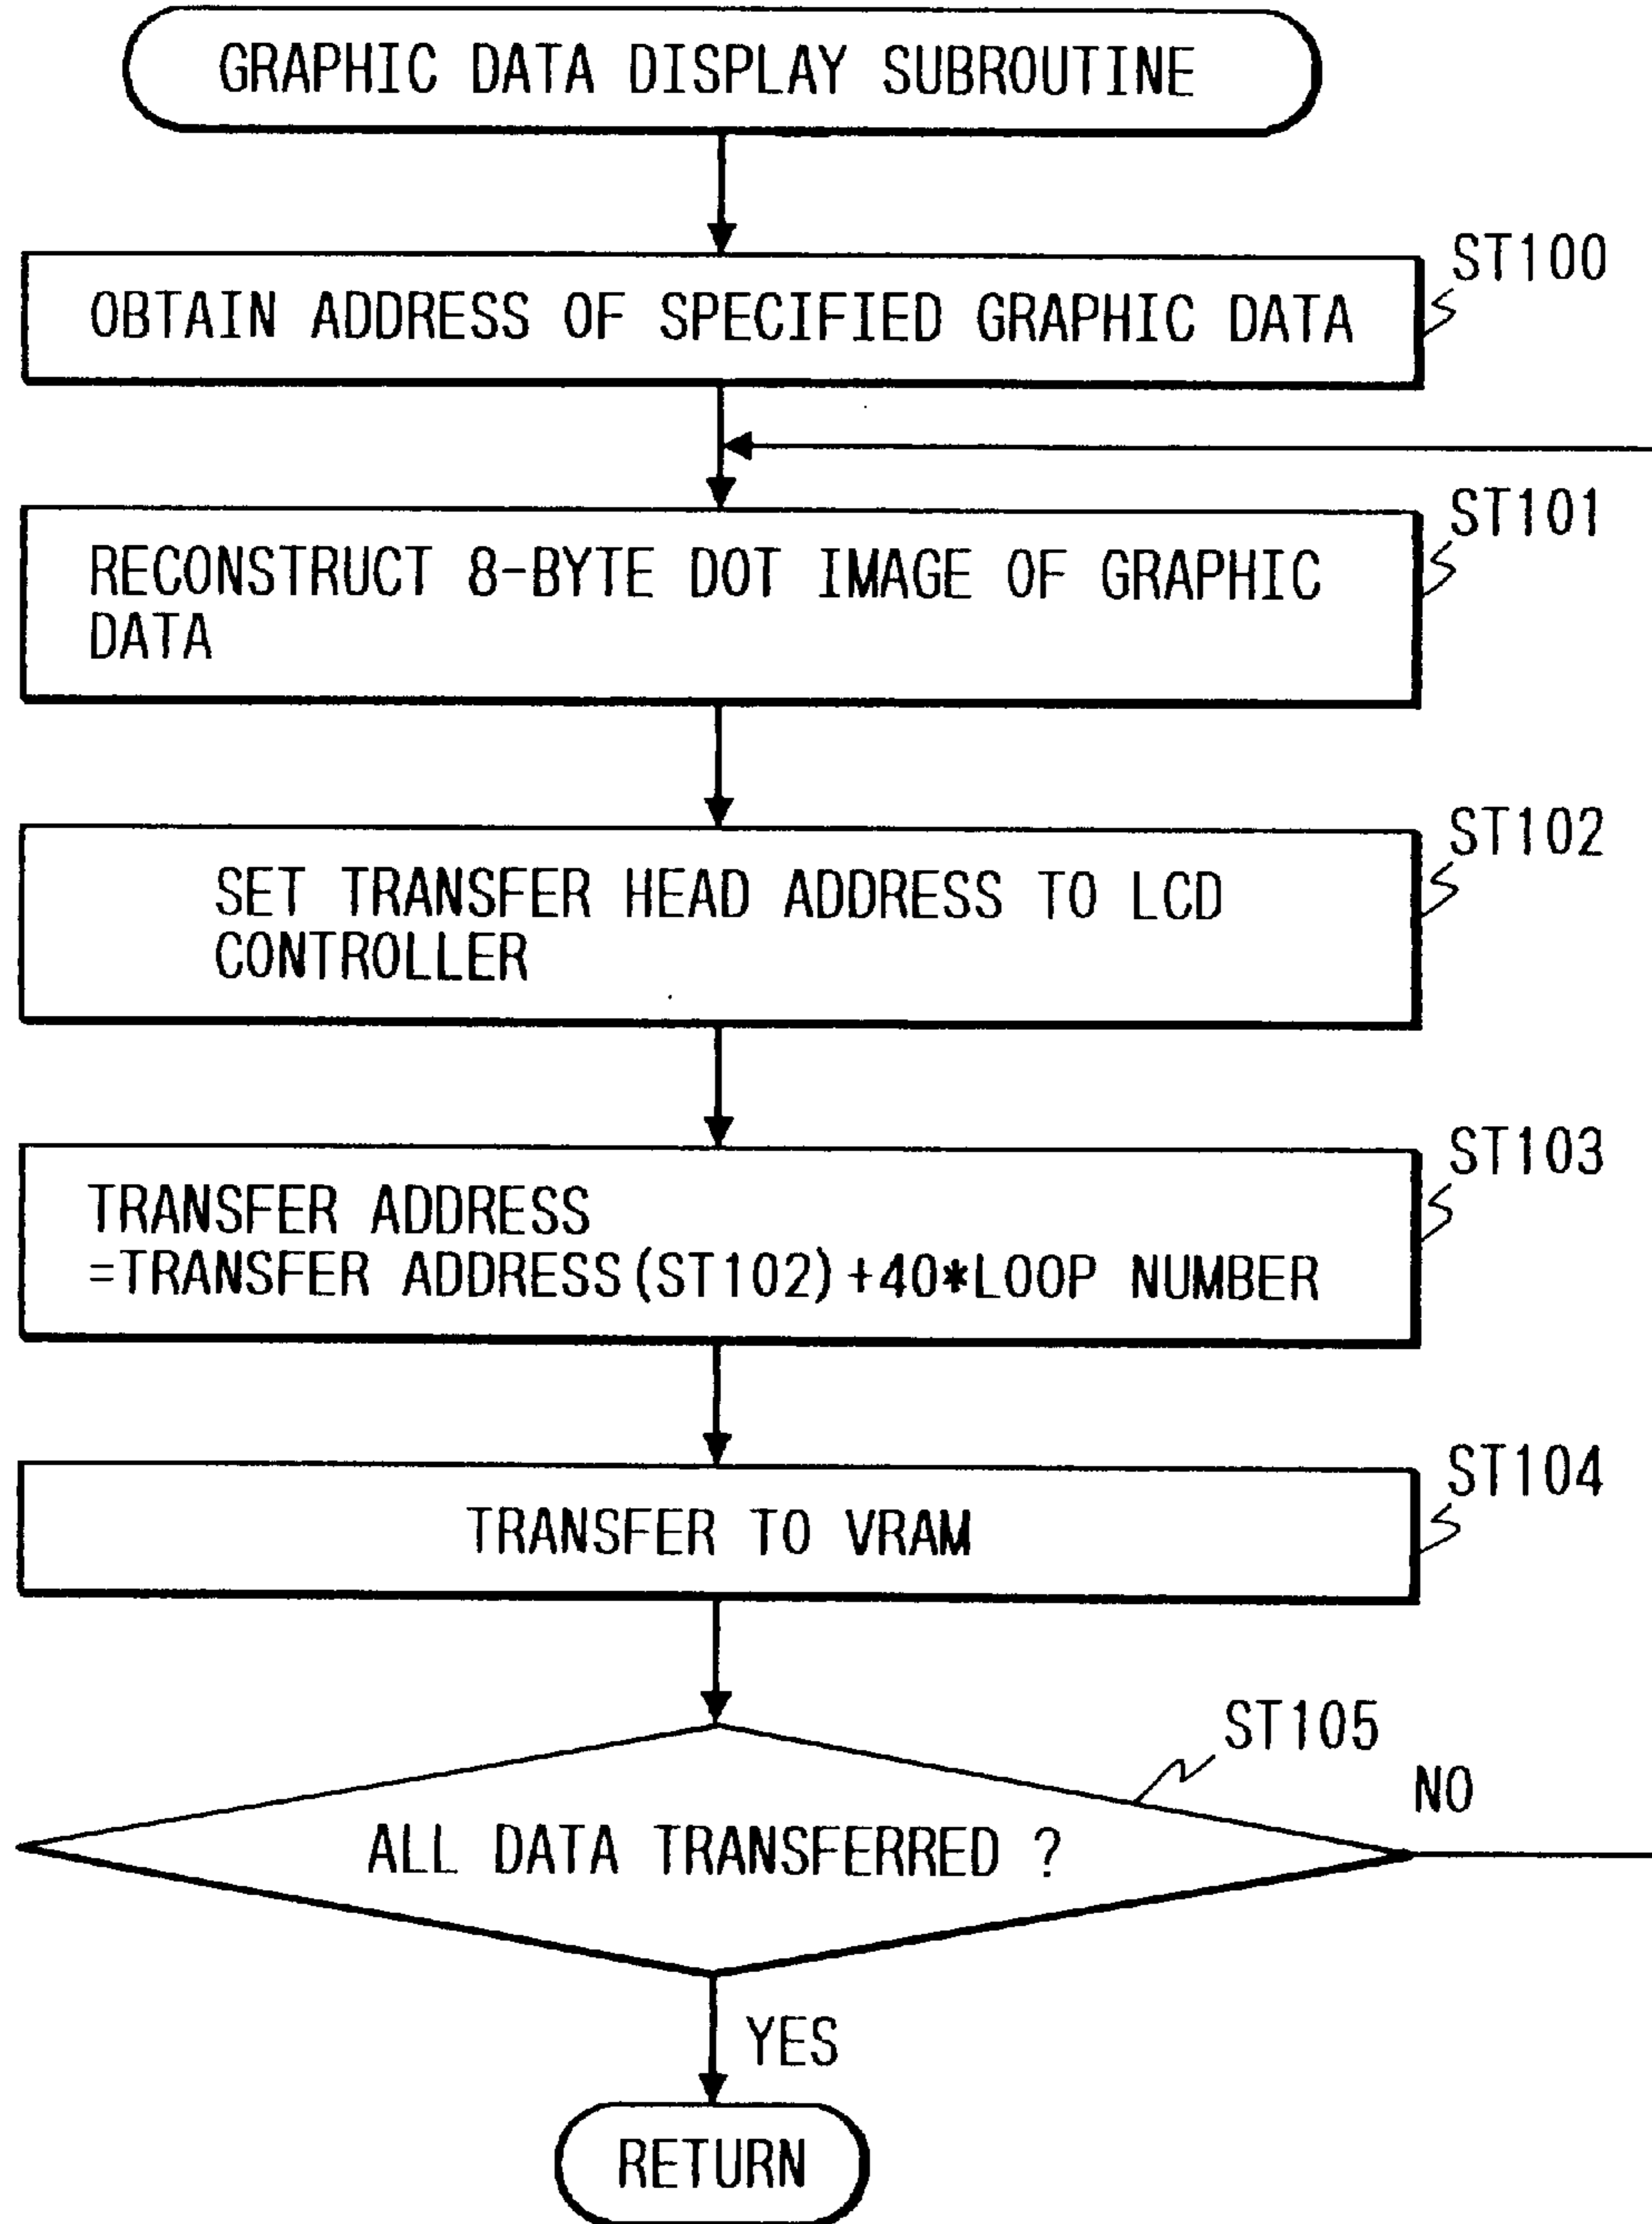 GRAPHIC DATA DISPLAY SUBROUTINE
ST100
OBTAIN ADDRESS OF SPECIFIED GRAPHIC DATA
ST101
RECONSTRUCT 8-BYTE DOT IMAGE OF GRAPHIC
DATA
ST102
SET TRANSFER HEAD ADDRESS TO LCD
CONTROLLER
ST103
TRANSFER ADDRESS
=TRANSFER ADDRESS(ST102)+40*LOOP NUMBER
ST104
TRANSFER TO VRAM
ST105
NO
ALL DATA TRANSFERRED ?
YES
RETURN